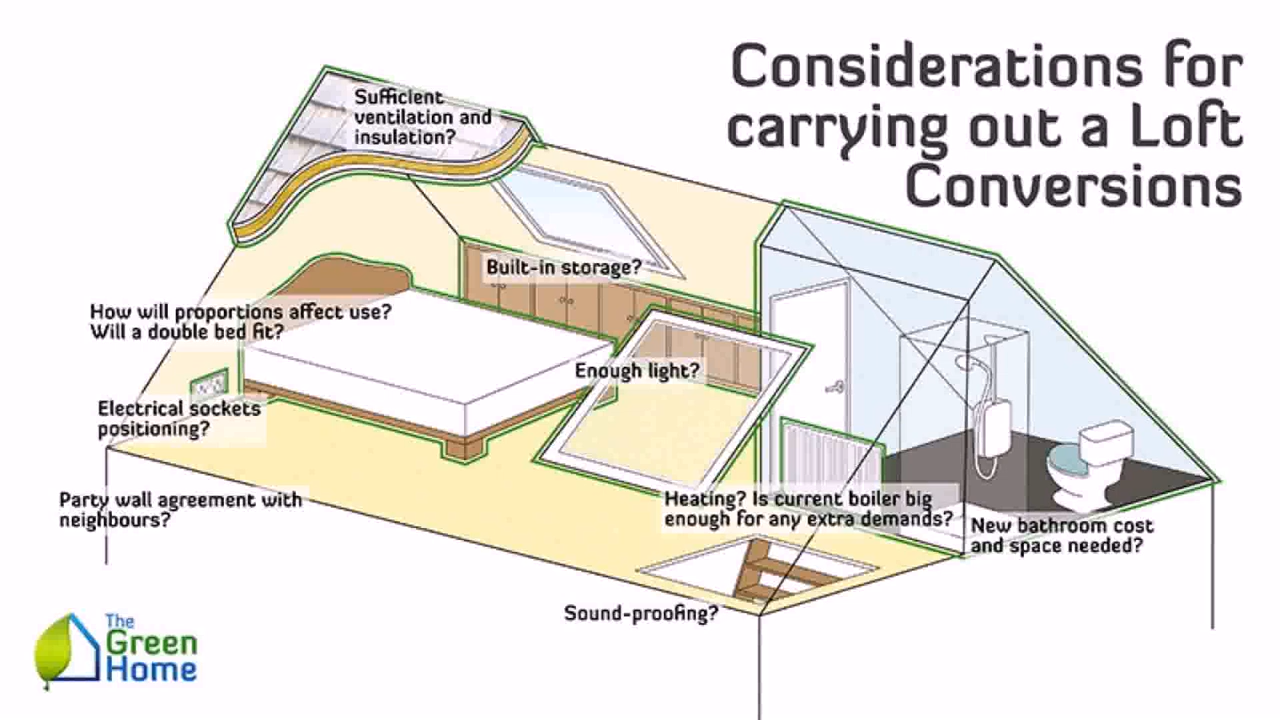 Considerations for
carrying out a Loft
Conversions
Sufficient
ventilation and
insulation?
Built-in storage?
How will proportions affect use?
Will a double bed fit?
Enough light?
Electrical sockets
positioning?
Party wall agreement with
neighbours?
Heating? Is current boiler big
enough for any extra demands?
New bathroom cost
and space needed?
Sound-proofing?
The
Green
Home